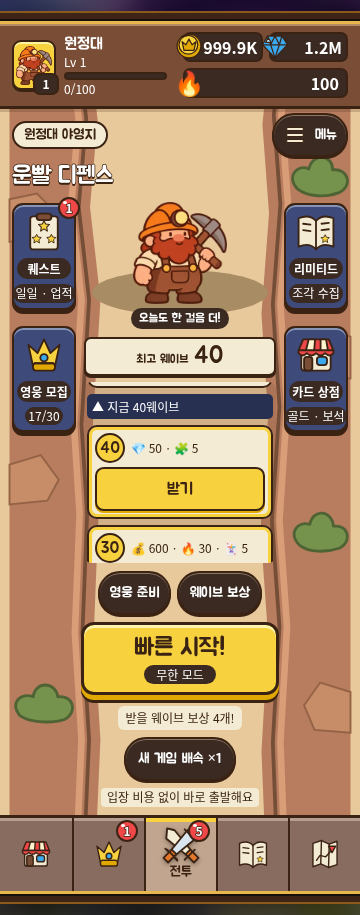 원정대
Lv 1
0/100
1
999.9K
1.2M
100
원정대 야영지
메뉴
운빨 디펜스
1
퀘스트
일일 · 업적
리미티드
조각 수집
오늘도 한 걸음 더!
영웅 모집
17/30
카드 상점
골드 · 보석
최고 웨이브 40
▲ 지금 40웨이브
40 💎 50 · 🧩 5
받기
30 💰 600 · 🔥 30 · 🃏 5
영웅 준비
웨이브 보상
빠른 시작!
무한 모드
받을 웨이브 보상 4개!
새 게임 배속 ×1
입장 비용 없이 바로 출발해요
1
5
전투